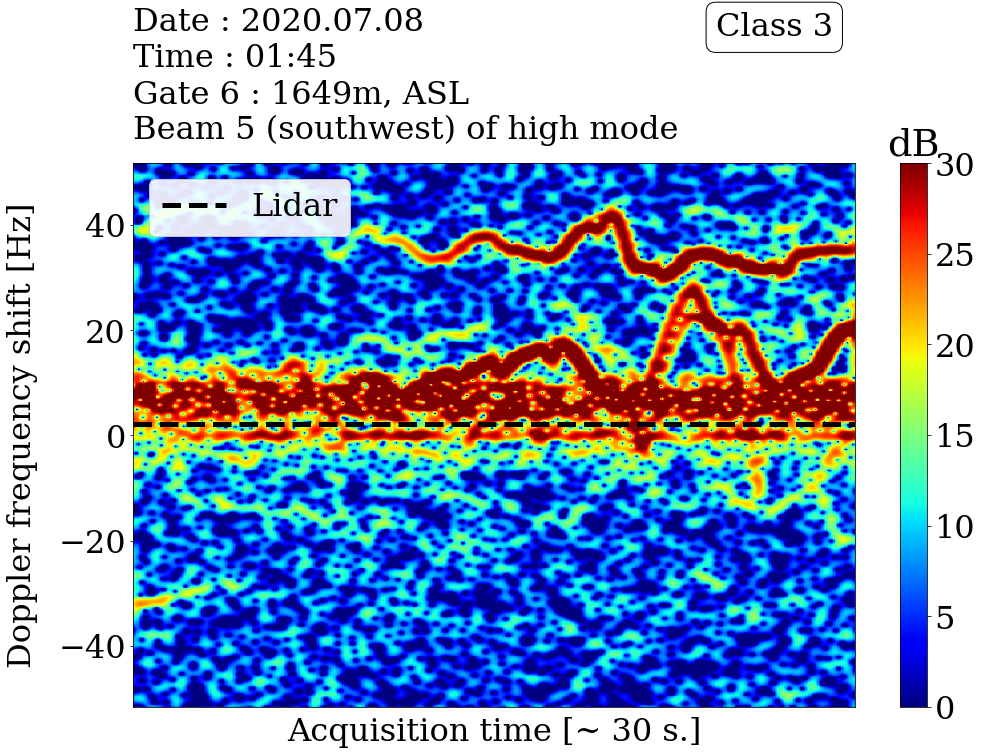 Date : 2020.07.08
Time : 01:45
Gate 6 : 1649m, ASL
Beam 5 (southwest) of high mode
Class 3
dB
Lidar
Doppler frequency shift [Hz]
40
20
0
−20
−40
Acquisition time [~ 30 s.]
30
25
20
15
10
5
0